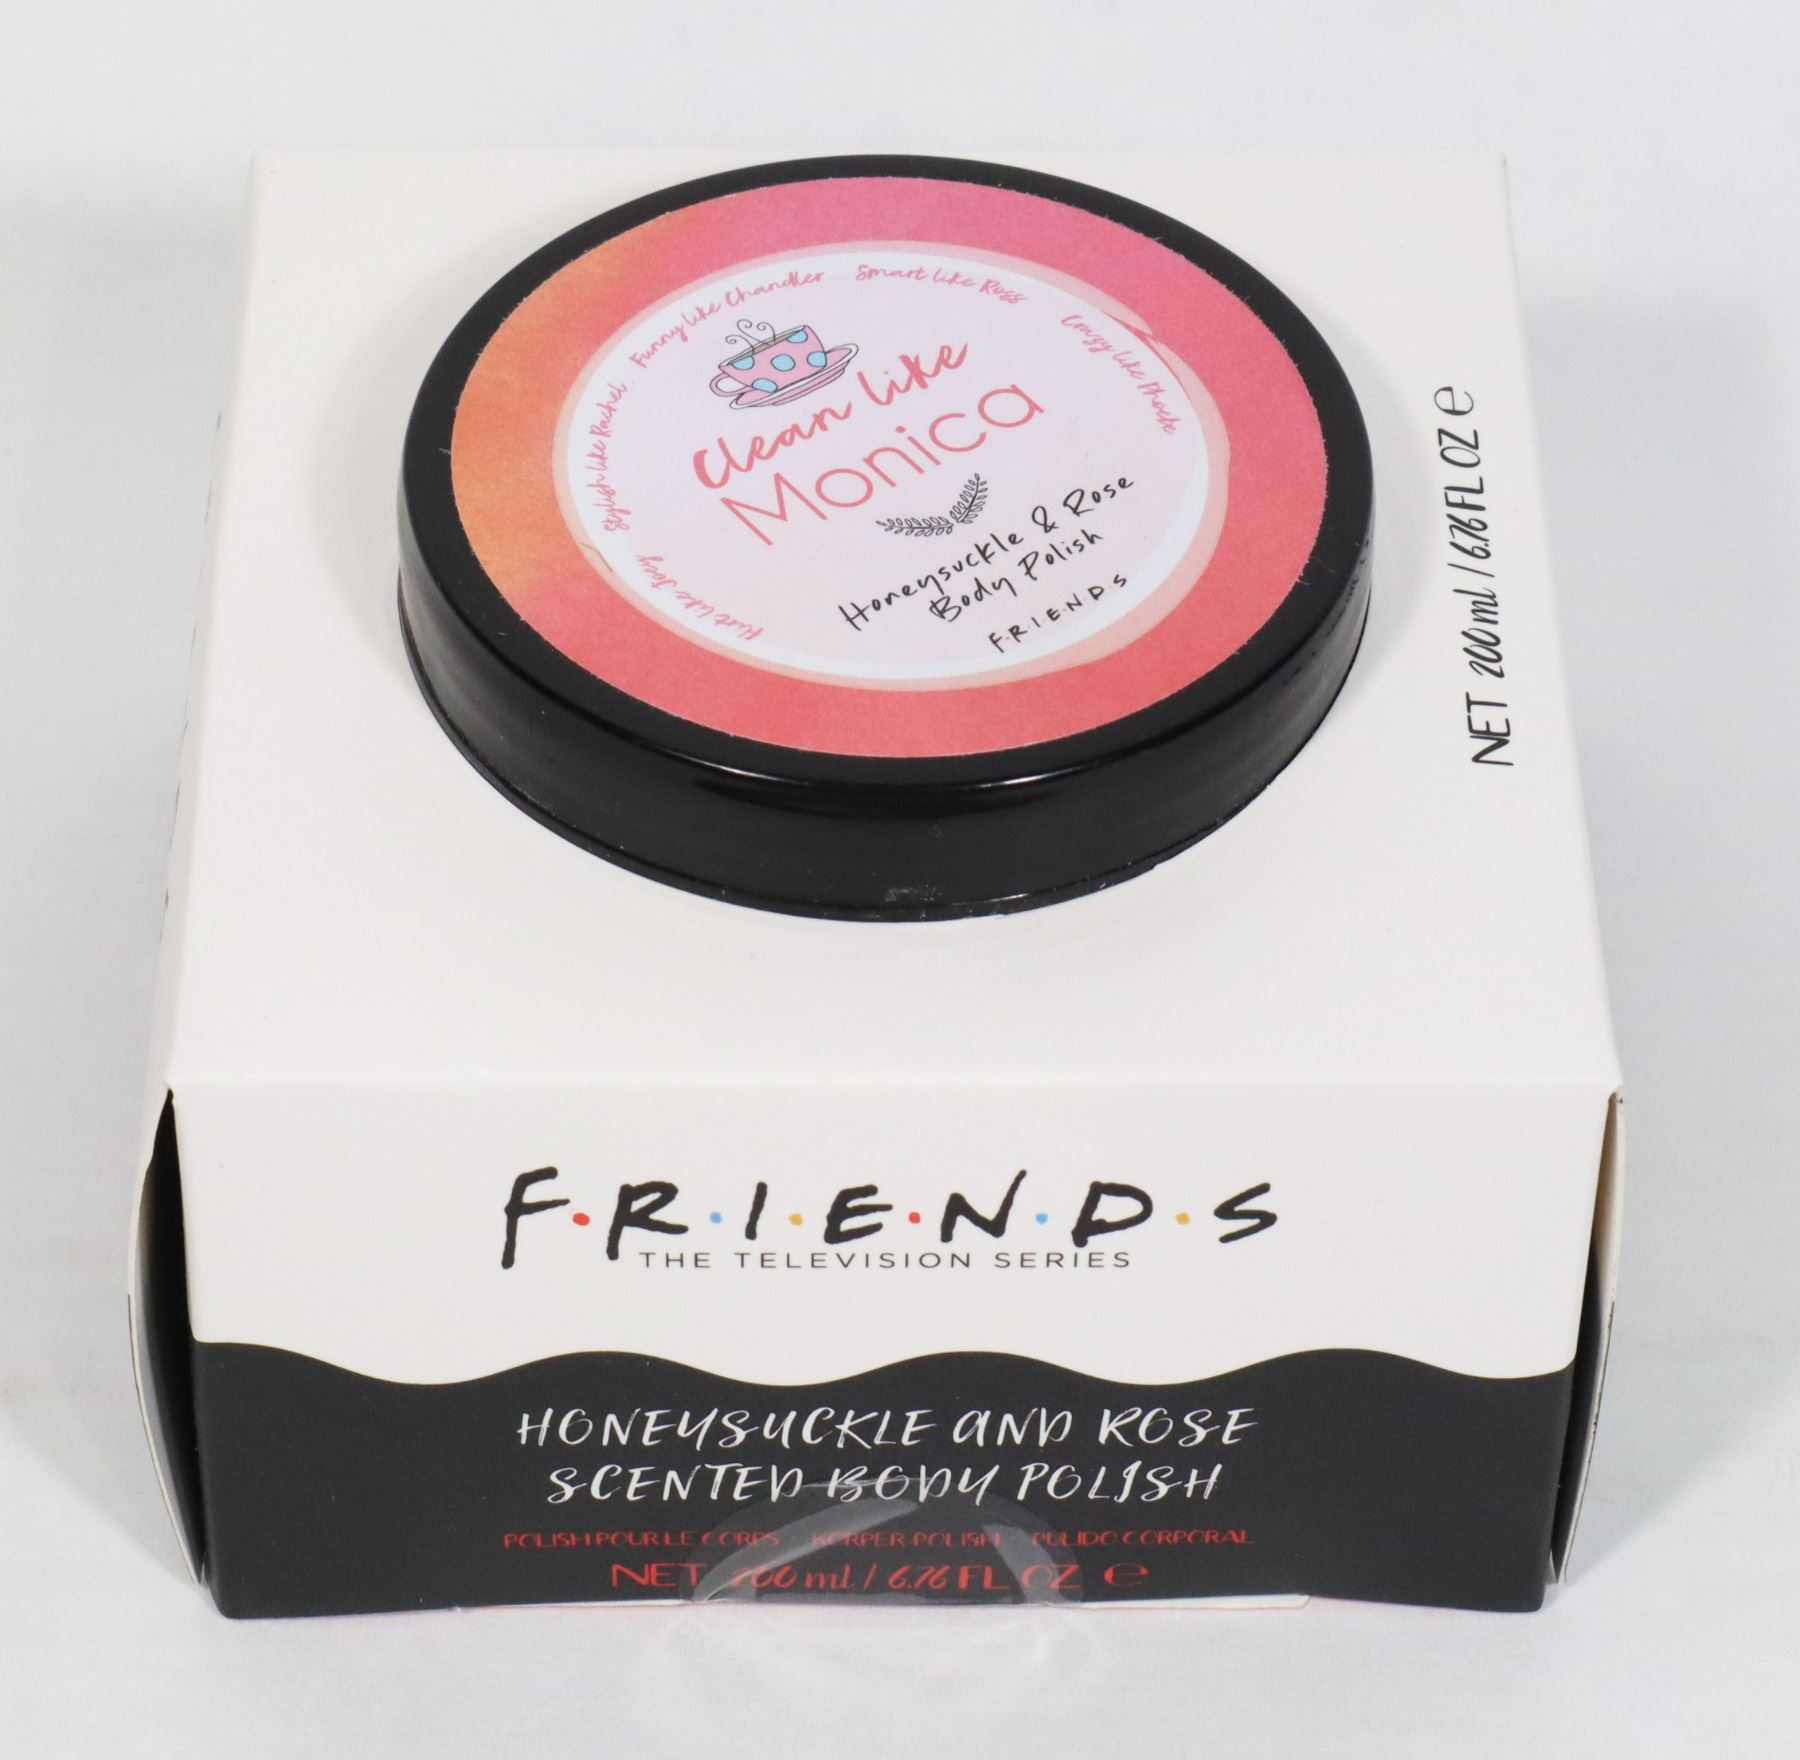 Stylish like Rachel
Funny like Chandler
Smart like Ross
Crazy like Phoebe
Flirt like Joey
Clean like
Monica
Honeysuckle & Rose
Body Polish
F·R·I·E·N·D·S
NET 200ml / 6.76 FL OZ ℮
F·R·I·E·N·D·S
THE TELEVISION SERIES
HONEYSUCKLE AND ROSE
SCENTED BODY POLISH
POLISH POUR LE CORPS KÖRPER-POLISH PULIDO CORPORAL
NET 200 ml / 6.76 FL OZ ℮